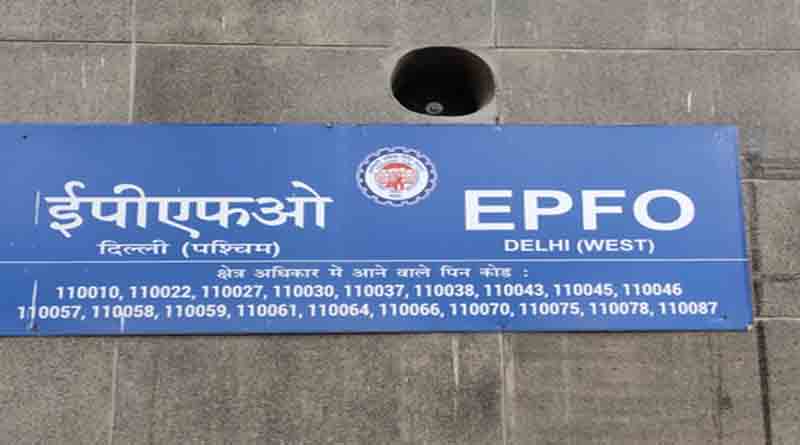 ईपीएफओ EPFO
दिल्ली (पश्चिम) DELHI (WEST)
क्षेत्र अधिकार में आने वाले पिन कोड :
110010, 110022, 110027, 110030, 110037, 110038, 110043, 110045, 110046
110057, 110058, 110059, 110061, 110064, 110066, 110070, 110075, 110078, 110087